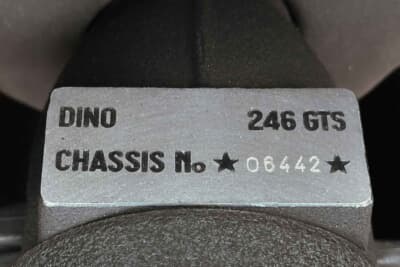 DINO 246 GTS
CHASSIS No ★ 06442 ★